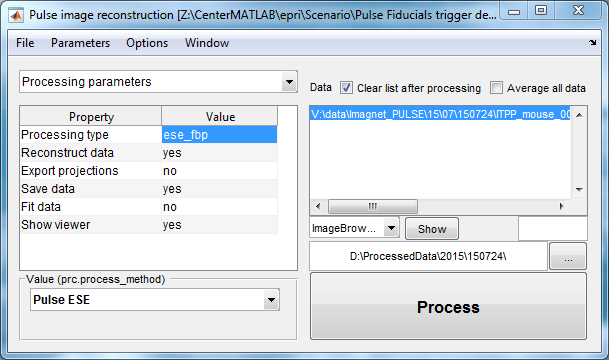 Pulse image reconstruction [Z:\CenterMATLAB\epri\Scenario\Pulse Fiducials trigger de...
File Parameters Options Window
Processing parameters
Data Clear list after processing Average all data
Property Value
Processing type ese_fbp
Reconstruct data yes
Export projections no
Save data yes
Fit data no
Show viewer yes
V:\data\Imagnet_PULSE\15\07\150724\ITPP_mouse_00
ImageBrow... Show
D:\ProcessedData\2015\150724\ ...
Value (prc.process_method)
Pulse ESE
Process